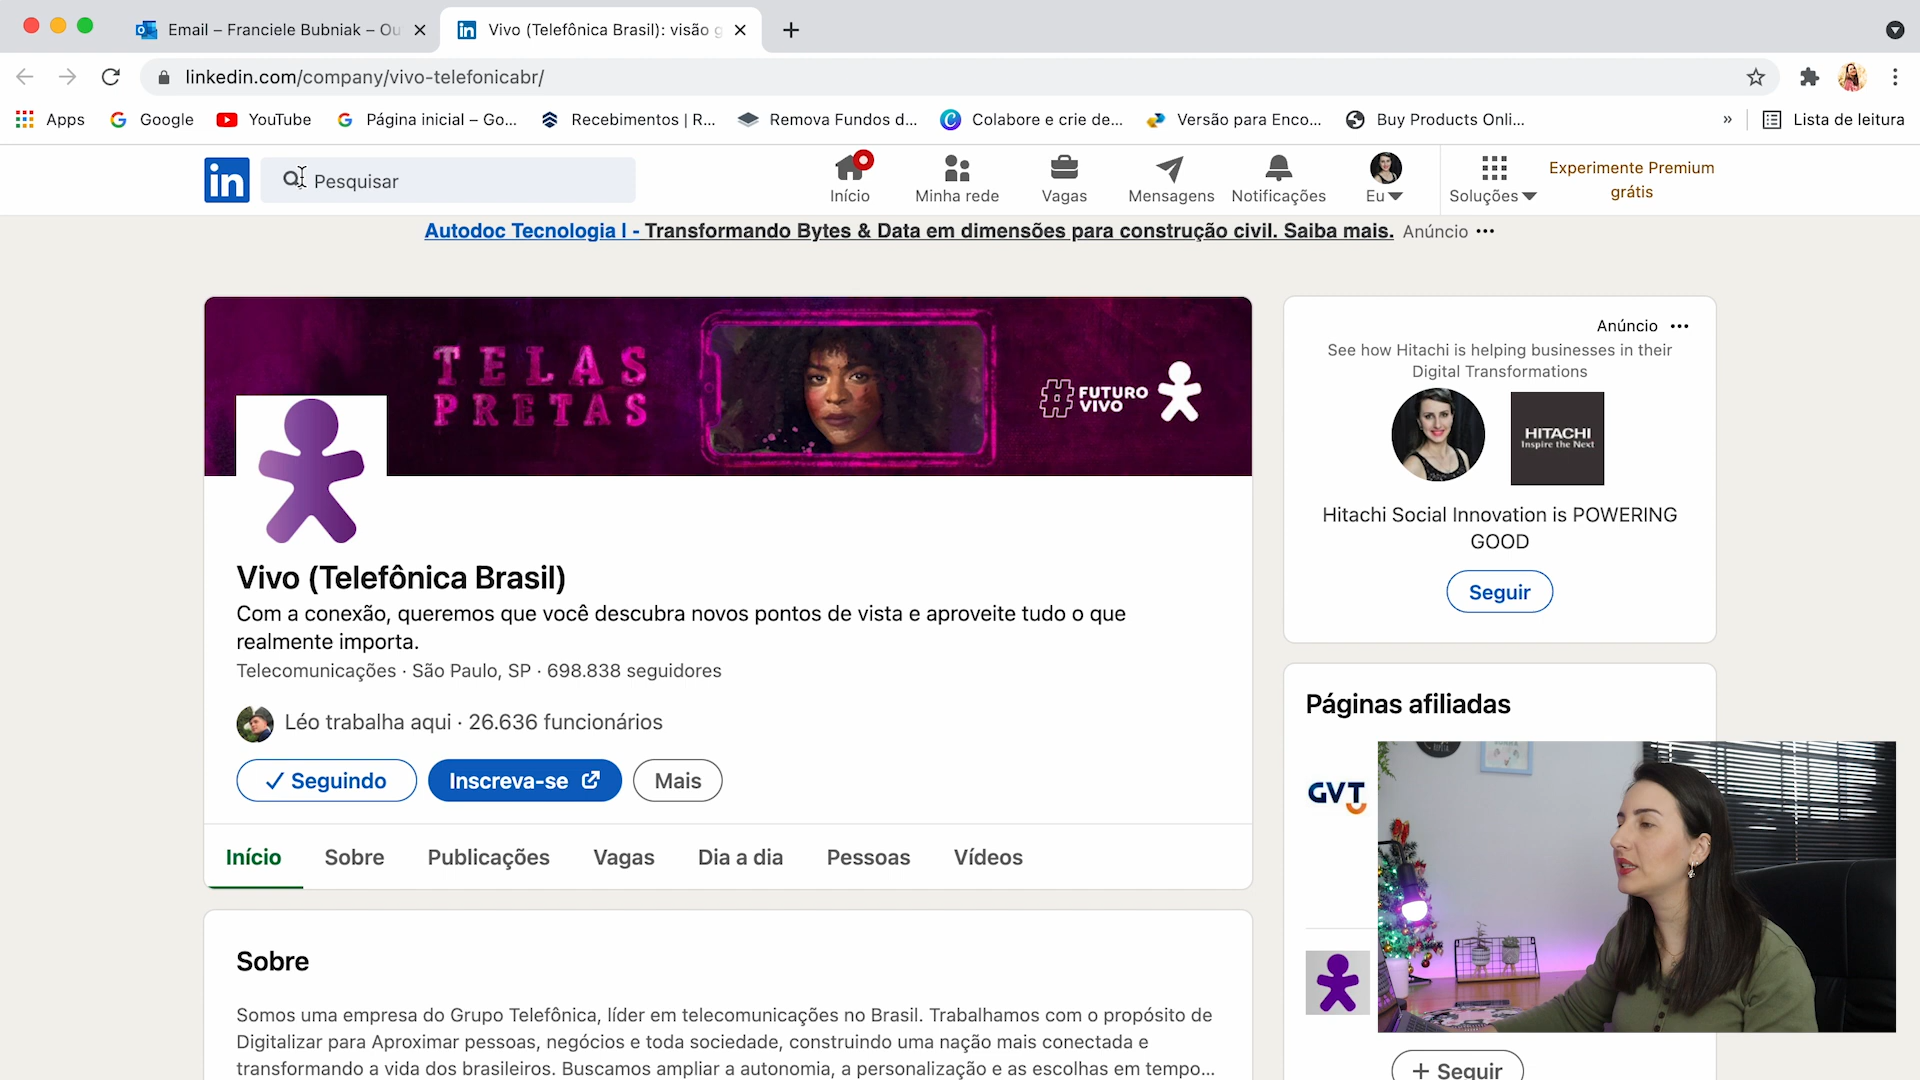 Email – Franciele Bubniak – Ou
Vivo (Telefônica Brasil): visão g
linkedin.com/company/vivo-telefonicabr/
Apps
Google
YouTube
Página inicial – Go...
Recebimentos | R...
Remova Fundos d...
Colabore e crie de...
Versão para Enco...
Buy Products Onli...
»
Lista de leitura
in
Pesquisar
Início
Minha rede
Vagas
Mensagens
Notificações
Eu
Soluções
Experimente Premium
grátis
Autodoc Tecnologia l - Transformando Bytes & Data em dimensões para construção civil. Saiba mais. Anúncio •••
TELAS
PRETAS
# FUTURO
VIVO
Vivo (Telefônica Brasil)
Com a conexão, queremos que você descubra novos pontos de vista e aproveite tudo o que
realmente importa.
Telecomunicações · São Paulo, SP · 698.838 seguidores
Léo trabalha aqui · 26.636 funcionários
✓ Seguindo
Inscreva-se
Mais
Início
Sobre
Publicações
Vagas
Dia a dia
Pessoas
Vídeos
Sobre
Somos uma empresa do Grupo Telefônica, líder em telecomunicações no Brasil. Trabalhamos com o propósito de
Digitalizar para Aproximar pessoas, negócios e toda sociedade, construindo uma nação mais conectada e
transformando a vida dos brasileiros. Buscamos ampliar a autonomia, a personalização e as escolhas em tempo...
Anúncio •••
See how Hitachi is helping businesses in their
Digital Transformations
HITACHI
Inspire the Next
Hitachi Social Innovation is POWERING
GOOD
Seguir
Páginas afiliadas
GVT
+ Seguir